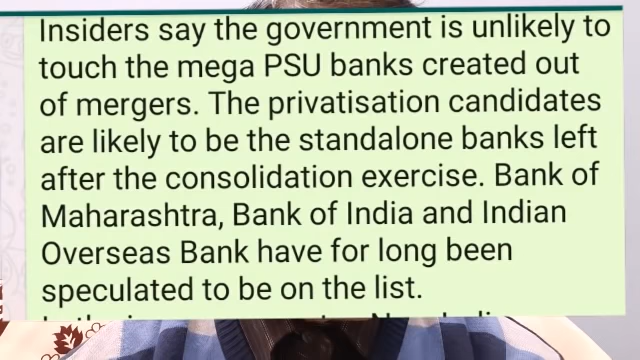 Insiders say the government is unlikely to
touch the mega PSU banks created out
of mergers. The privatisation candidates
are likely to be the standalone banks left
after the consolidation exercise. Bank of
Maharashtra, Bank of India and Indian
Overseas Bank have for long been
speculated to be on the list.